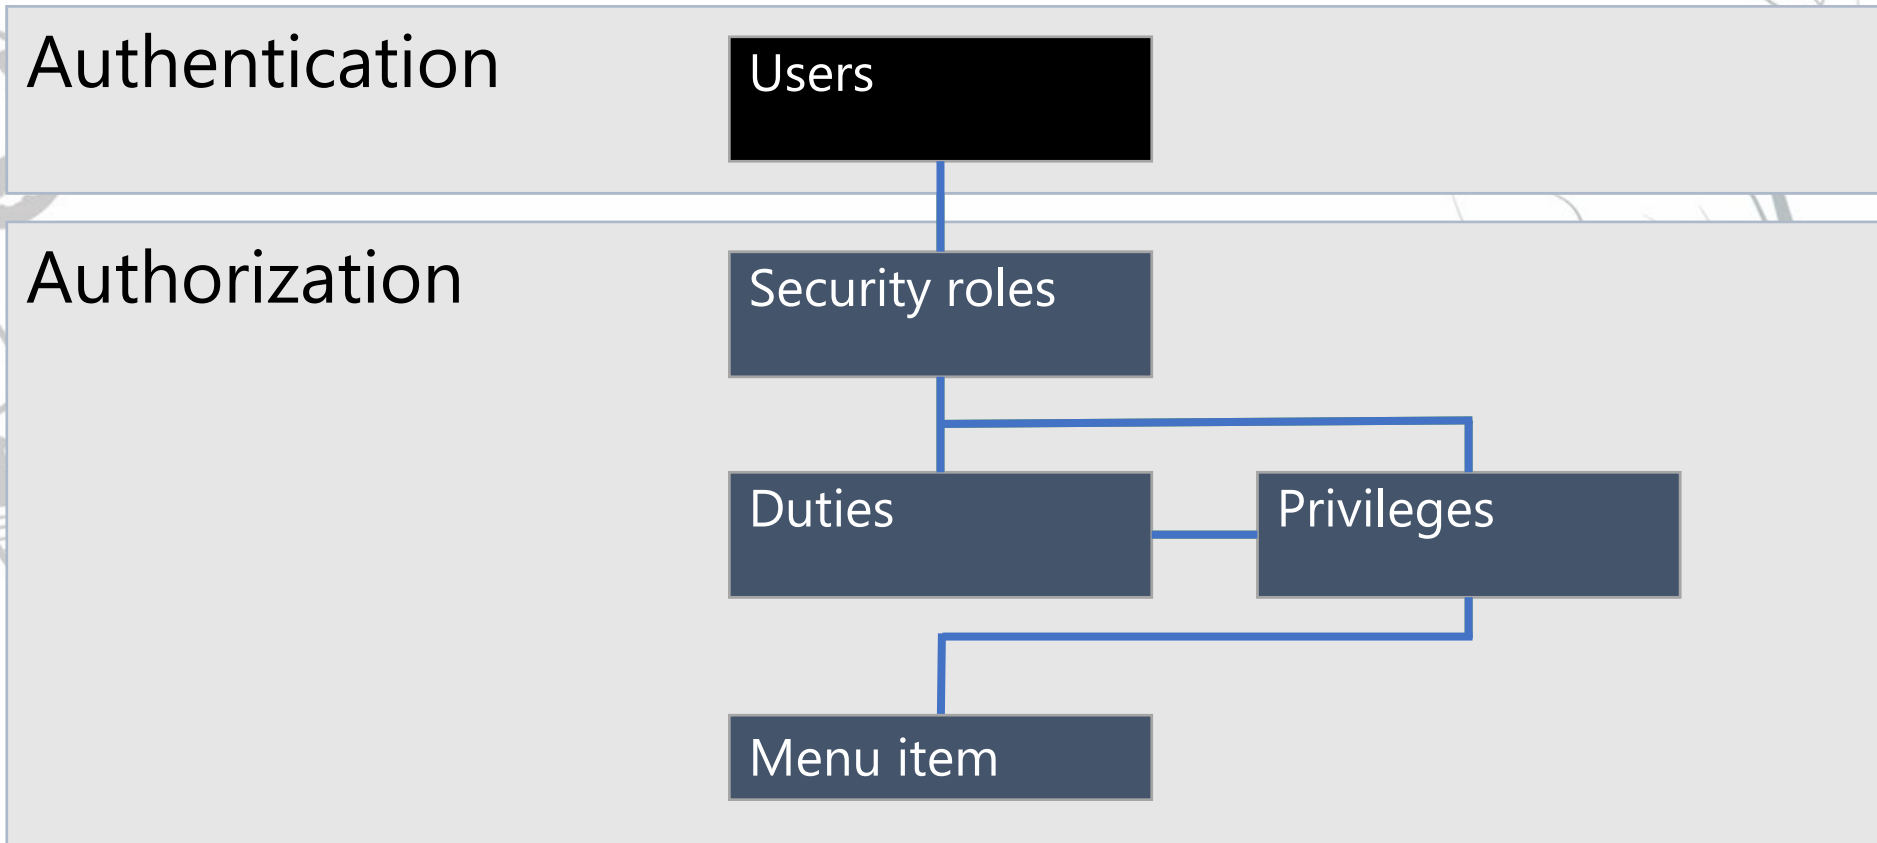 Authentication
Users
Authorization
Security roles
Duties
Privileges
Menu item